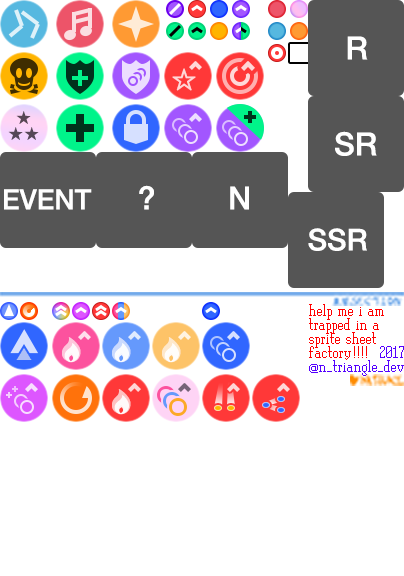 R
SR
EVENT
?
N
SSR
help me i am
trapped in a
sprite sheet
factory!!!! 2017
@n_triangle_dev